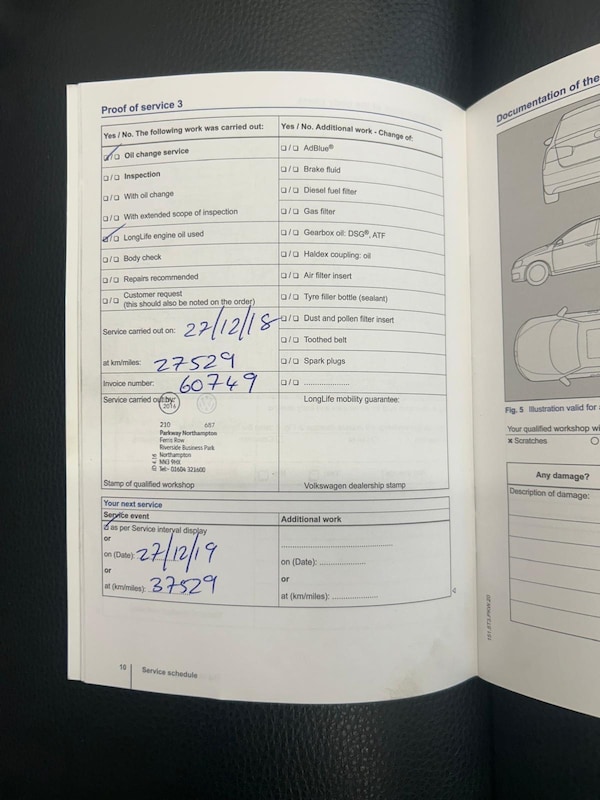 Proof of service 3
Yes / No. The following work was carried out:
☑/☐ Oil change service
☐/☐ Inspection
☐/☐ With oil change
☐/☐ With extended scope of inspection
☑/☐ LongLife engine oil used
☐/☐ Body check
☐/☐ Repairs recommended
☐/☐ Customer request
(this should also be noted on the order)
Service carried out on: 27/12/18
at km/miles: 27529
Invoice number: 60749
Service carried out by:
2016
210 687
Parkway Northampton
Ferris Row
Riverside Business Park
Northampton
NN3 9HX
Tel:- 01604 321600
Stamp of qualified workshop
Yes / No. Additional work - Change of:
☐/☐ AdBlue®
☐/☐ Brake fluid
☐/☐ Diesel fuel filter
☐/☐ Gas filter
☐/☐ Gearbox oil: DSG®, ATF
☐/☐ Haldex coupling: oil
☐/☐ Air filter insert
☐/☐ Tyre filler bottle (sealant)
☐/☐ Dust and pollen filter insert
☐/☐ Toothed belt
☐/☐ Spark plugs
☐/☐ .....................
LongLife mobility guarantee:
Volkswagen dealership stamp
Your next service
Service event
☑ as per Service interval display
or
on (Date): 27/12/19
or
at (km/miles): 37529
Additional work
on (Date): .....................
or
at (km/miles): .....................
10 Service schedule
Documentation of the
Fig. 5 Illustration valid for
Your qualified workshop wi
x Scratches
Any damage?
Description of damage: